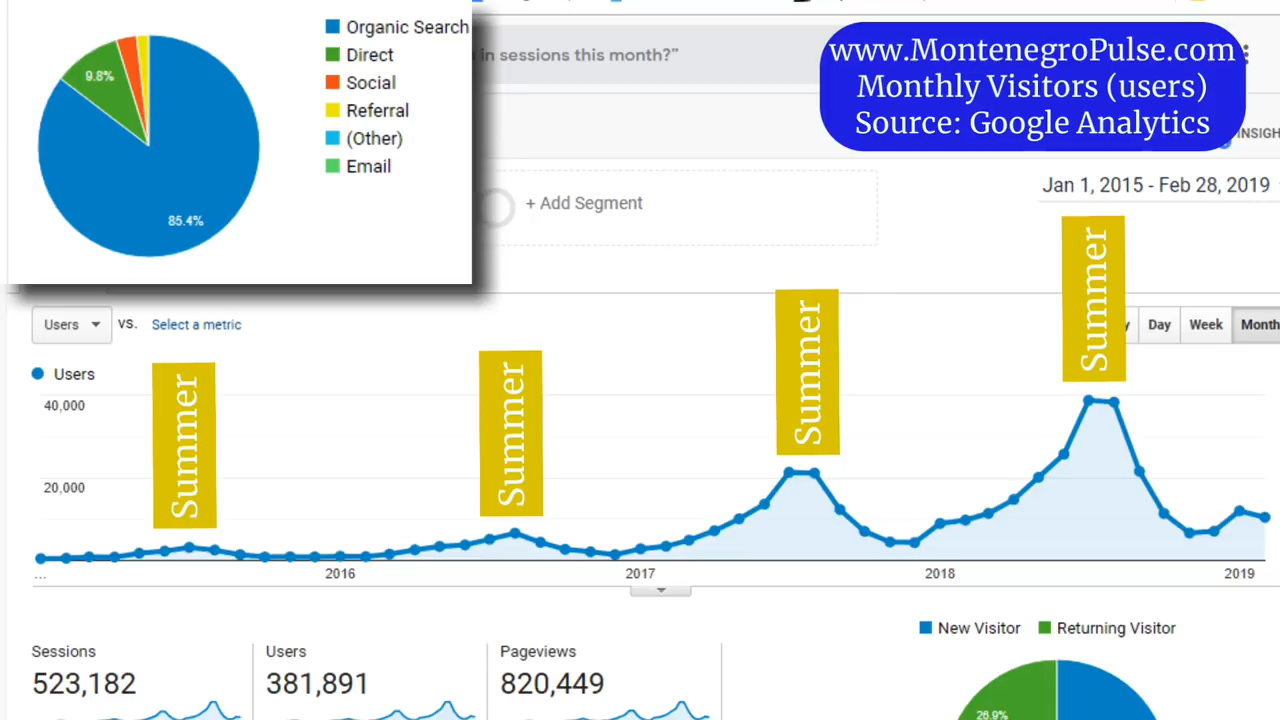 Organic Search
Direct
Social
Referral
(Other)
Email
9.8%
85.4%
in sessions this month?"
www.MontenegroPulse.com
Monthly Visitors (users)
Source: Google Analytics
+ Add Segment
Jan 1, 2015 - Feb 28, 2019
Users
VS.
Select a metric
Day
Week
Month
Users
40,000
20,000
Summer
Summer
Summer
Summer
...
2016
2017
2018
2019
Sessions
523,182
Users
381,891
Pageviews
820,449
New Visitor
Returning Visitor
26.9%